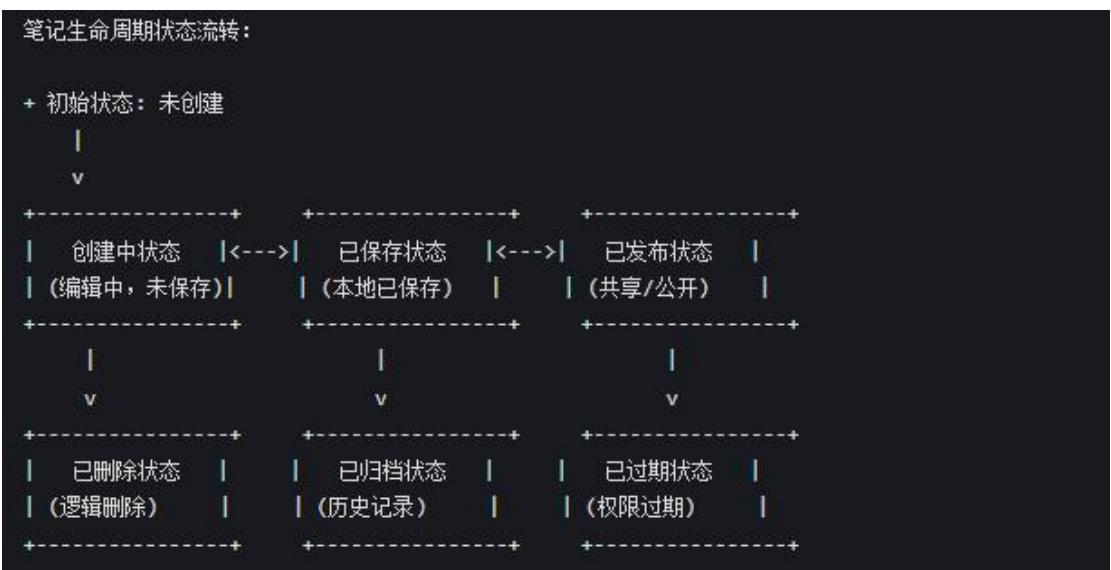 笔记生命周期状态流转:
+ 初始状态: 未创建
|
v
+----------------+     +----------------+     +----------------+
|   创建中状态   |<--->|   已保存状态   |<--->|   已发布状态   |
| (编辑中，未保存)|     | (本地已保存)   |     | (共享/公开)    |
+----------------+     +----------------+     +----------------+
|                       |                       |
v                       v                       v
+----------------+     +----------------+     +----------------+
|   已删除状态   |     |   已归档状态   |     |   已过期状态   |
| (逻辑删除)     |     | (历史记录)     |     | (权限过期)     |
+----------------+     +----------------+     +----------------+